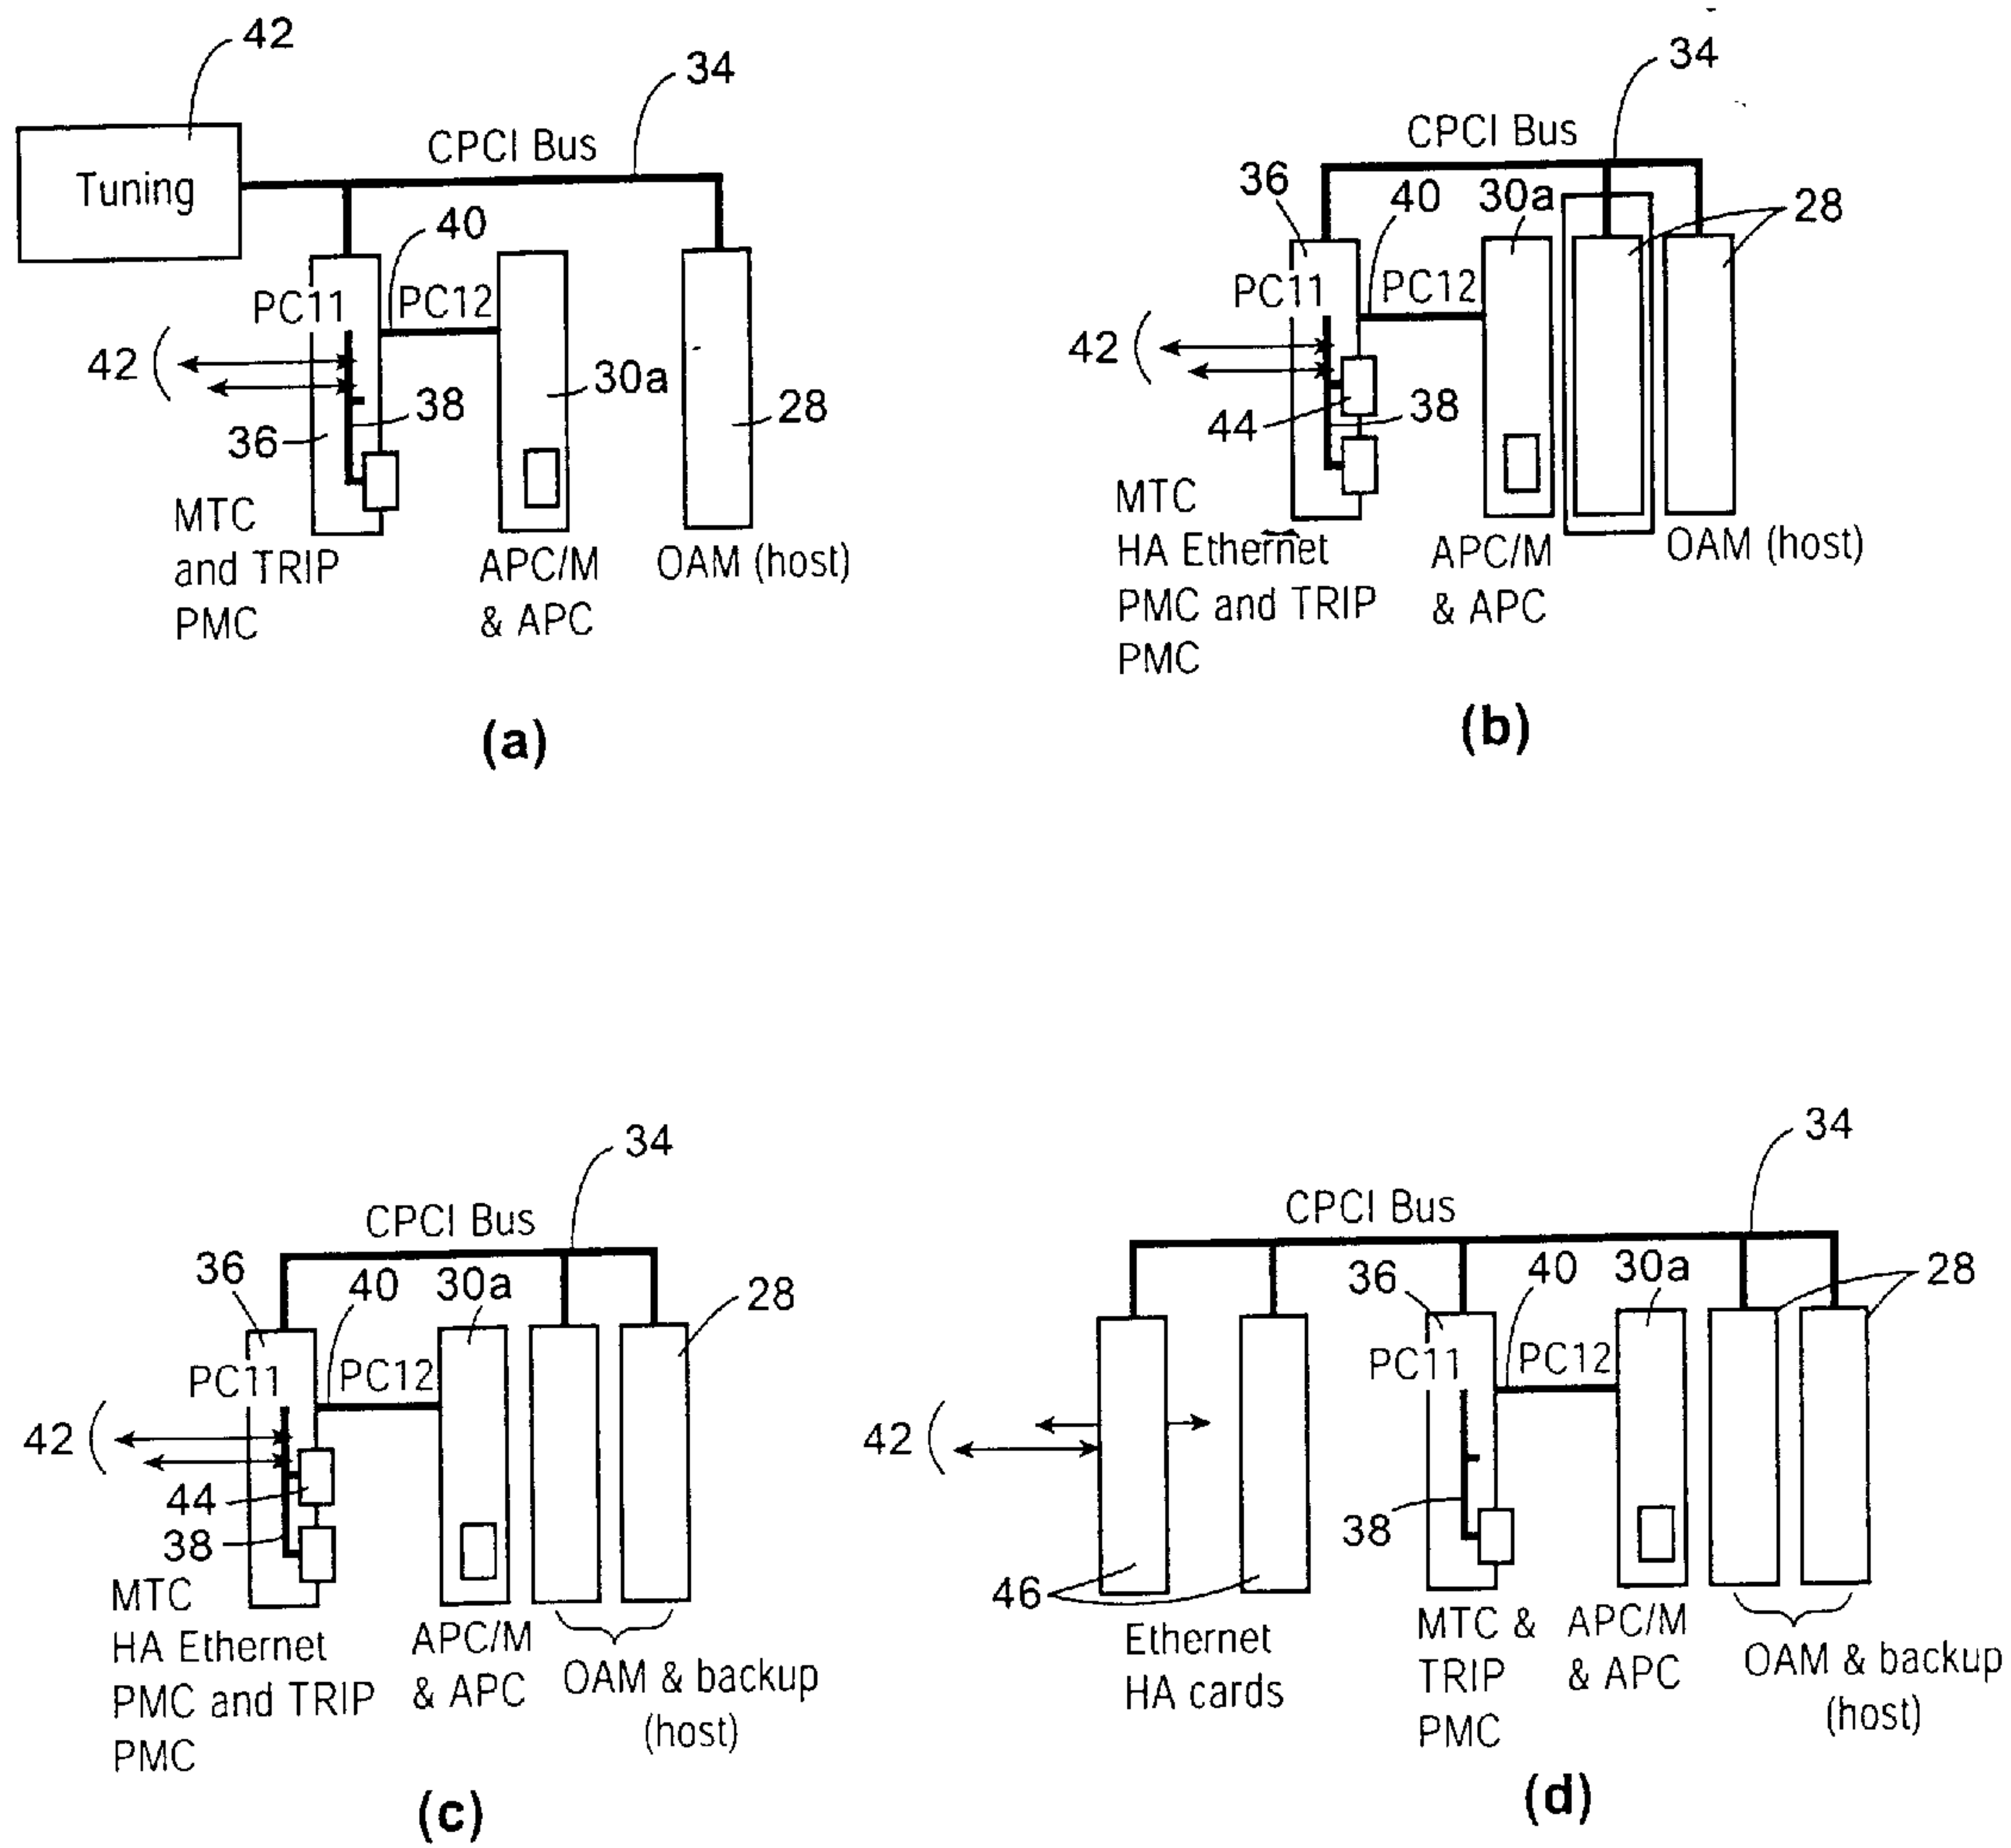 42
34
CPCI Bus
Tuning
40
PC11
PC12
42
30a
38
28
36
MTC
and TRIP
PMC
APC/M
& APC
OAM (host)
(a)
34
CPCI Bus
36
40
30a
28
PC11
PC12
42
44
38
MTC
HA Ethernet
PMC and TRIP
PMC
APC/M
& APC
OAM (host)
(b)
34
CPCI Bus
36
40
30a
28
PC11
PC12
42
44
38
MTC
HA Ethernet
PMC and TRIP
PMC
APC/M
& APC
OAM & backup
(host)
(c)
34
CPCI Bus
36
40
30a
28
PC11
PC12
42
38
46
Ethernet
HA cards
MTC &
TRIP
PMC
APC/M
& APC
OAM & backup
(host)
(d)